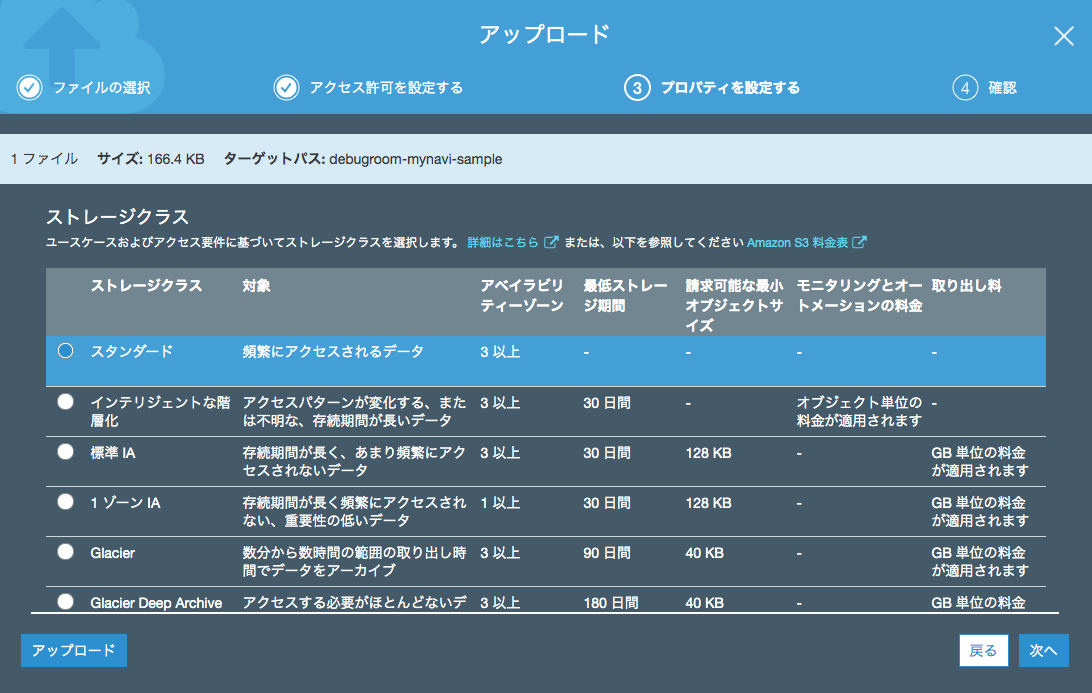 アップロード
ファイルの選択
アクセス許可を設定する
3 プロパティを設定する
4 確認
1 ファイル サイズ: 166.4 KB ターゲットパス: debugroom-mynavi-sample
ストレージクラス
ユースケースおよびアクセス要件に基づいてストレージクラスを選択します。 詳細はこちら または、以下を参照してください Amazon S3 料金表
ストレージクラス 対象 アベイラビリティーゾーン 最低ストレージ期間 請求可能な最小オブジェクトサイズ モニタリングとオートメーションの料金 取り出し料
スタンダード 頻繁にアクセスされるデータ 3 以上 - - - -
インテリジェントな階層化 アクセスパターンが変化する、または不明な、存続期間が長いデータ 3 以上 30 日間 - オブジェクト単位の料金が適用されます -
標準 IA 存続期間が長く、あまり頻繁にアクセスされないデータ 3 以上 30 日間 128 KB - GB 単位の料金が適用されます
1 ゾーン IA 存続期間が長く頻繁にアクセスされない、重要性の低いデータ 1 以上 30 日間 128 KB - GB 単位の料金が適用されます
Glacier 数分から数時間の範囲の取り出し時間でデータをアーカイブ 3 以上 90 日間 40 KB - GB 単位の料金が適用されます
Glacier Deep Archive アクセスする必要がほとんどないデ 3 以上 180 日間 40 KB - GB 単位の料金
アップロード
戻る
次へ